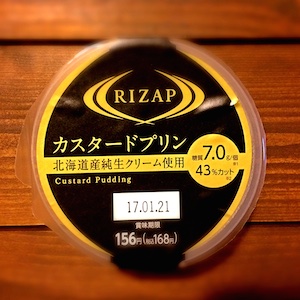 RIZAP
カスタードプリン
北海道産純生クリーム使用
Custard Pudding
糖質7.0g/個
43%カット
17.01.21
賞味期限
156円(税込168円)